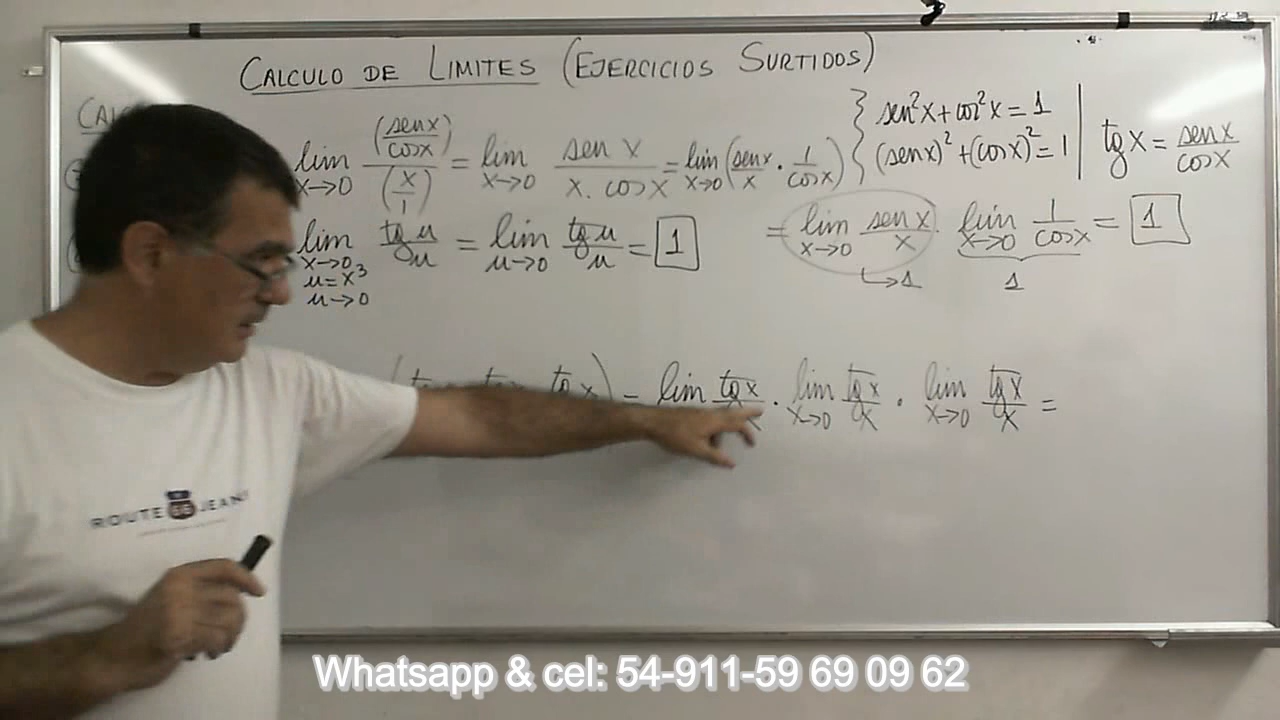 CALCULO DE LIMITES (EJERCICIOS SURTIDOS)
lim x→0 (sen x / cos x) / (x / 1) = lim x→0 sen x / x . cos x = lim x→0 (sen x / x · 1 / cos x)
sen²x + cos²x = 1
(sen x)² + (cos x)² = 1
tg x = sen x / cos x
= lim x→0 sen x / x . lim x→0 1 / cos x = 1
↳1 1
lim x→0 tg u / u = lim u→0 tg u / u = 1
u = x³
u→0
= lim tg x / x · lim x→0 tg x / x · lim x→0 tg x / x =
ROUTE 66 JEANS
Whatsapp & cel: 54-911-59 69 09 62